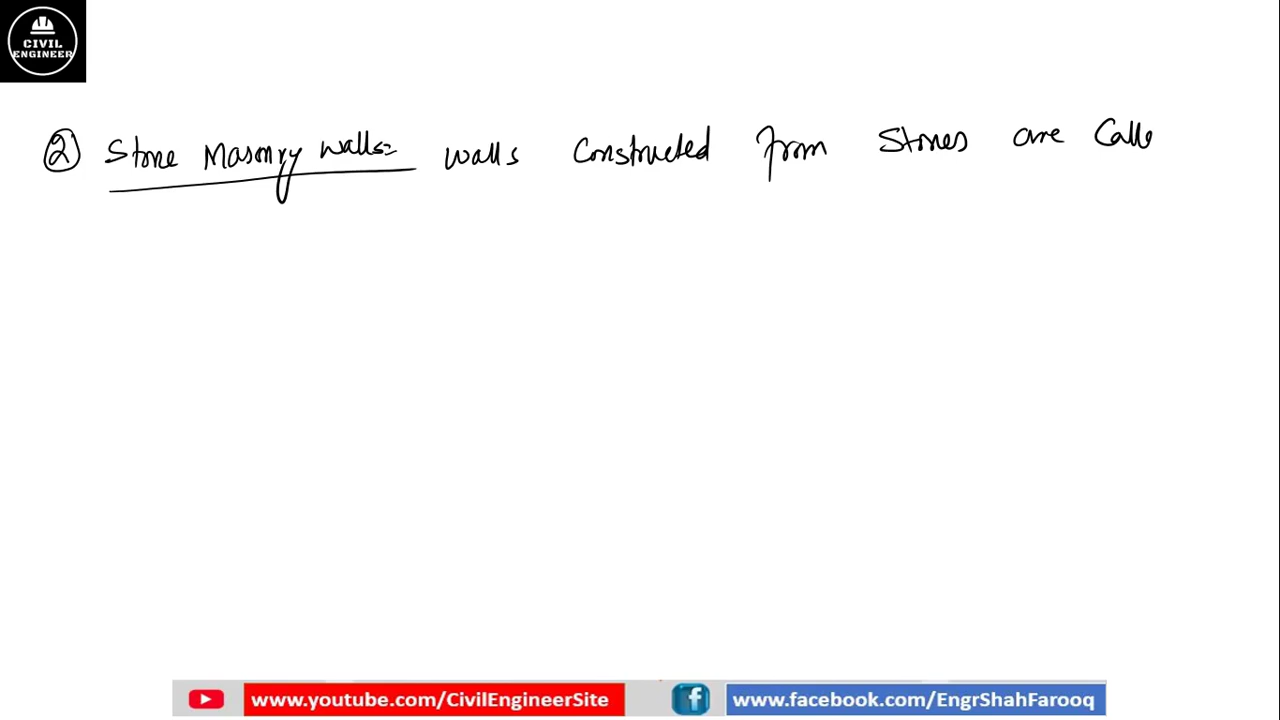 CIVIL
ENGINEER
② Stone Masonry walls= walls constructed from Stones are Calle
www.youtube.com/CivilEngineerSite
www.facebook.com/EngrShahFarooq